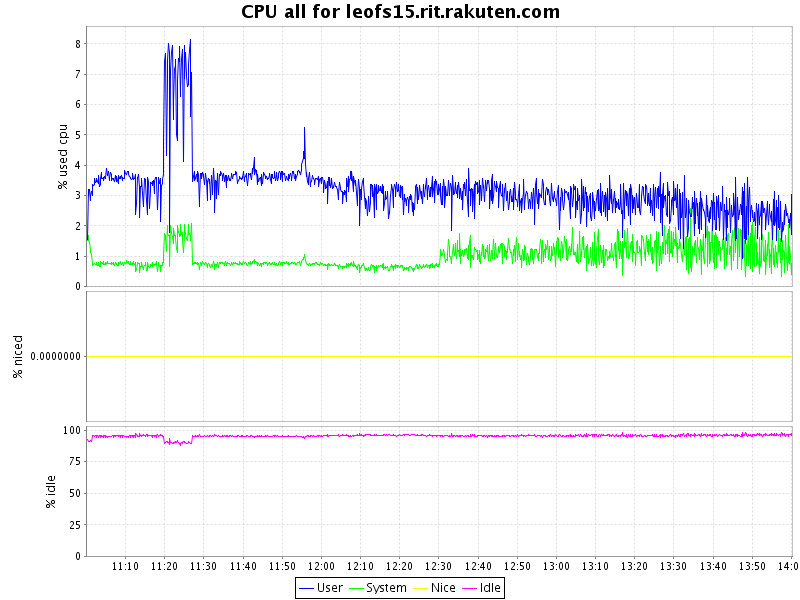 CPU all for leofs15.rit.rakuten.com
% used cpu
8
7
6
5
4
3
2
1
0
% niced
0.0000000
% idle
100
75
50
25
0
11:10 11:20 11:30 11:40 11:50 12:00 12:10 12:20 12:30 12:40 12:50 13:00 13:10 13:20 13:30 13:40 13:50 14:0
User System Nice Idle